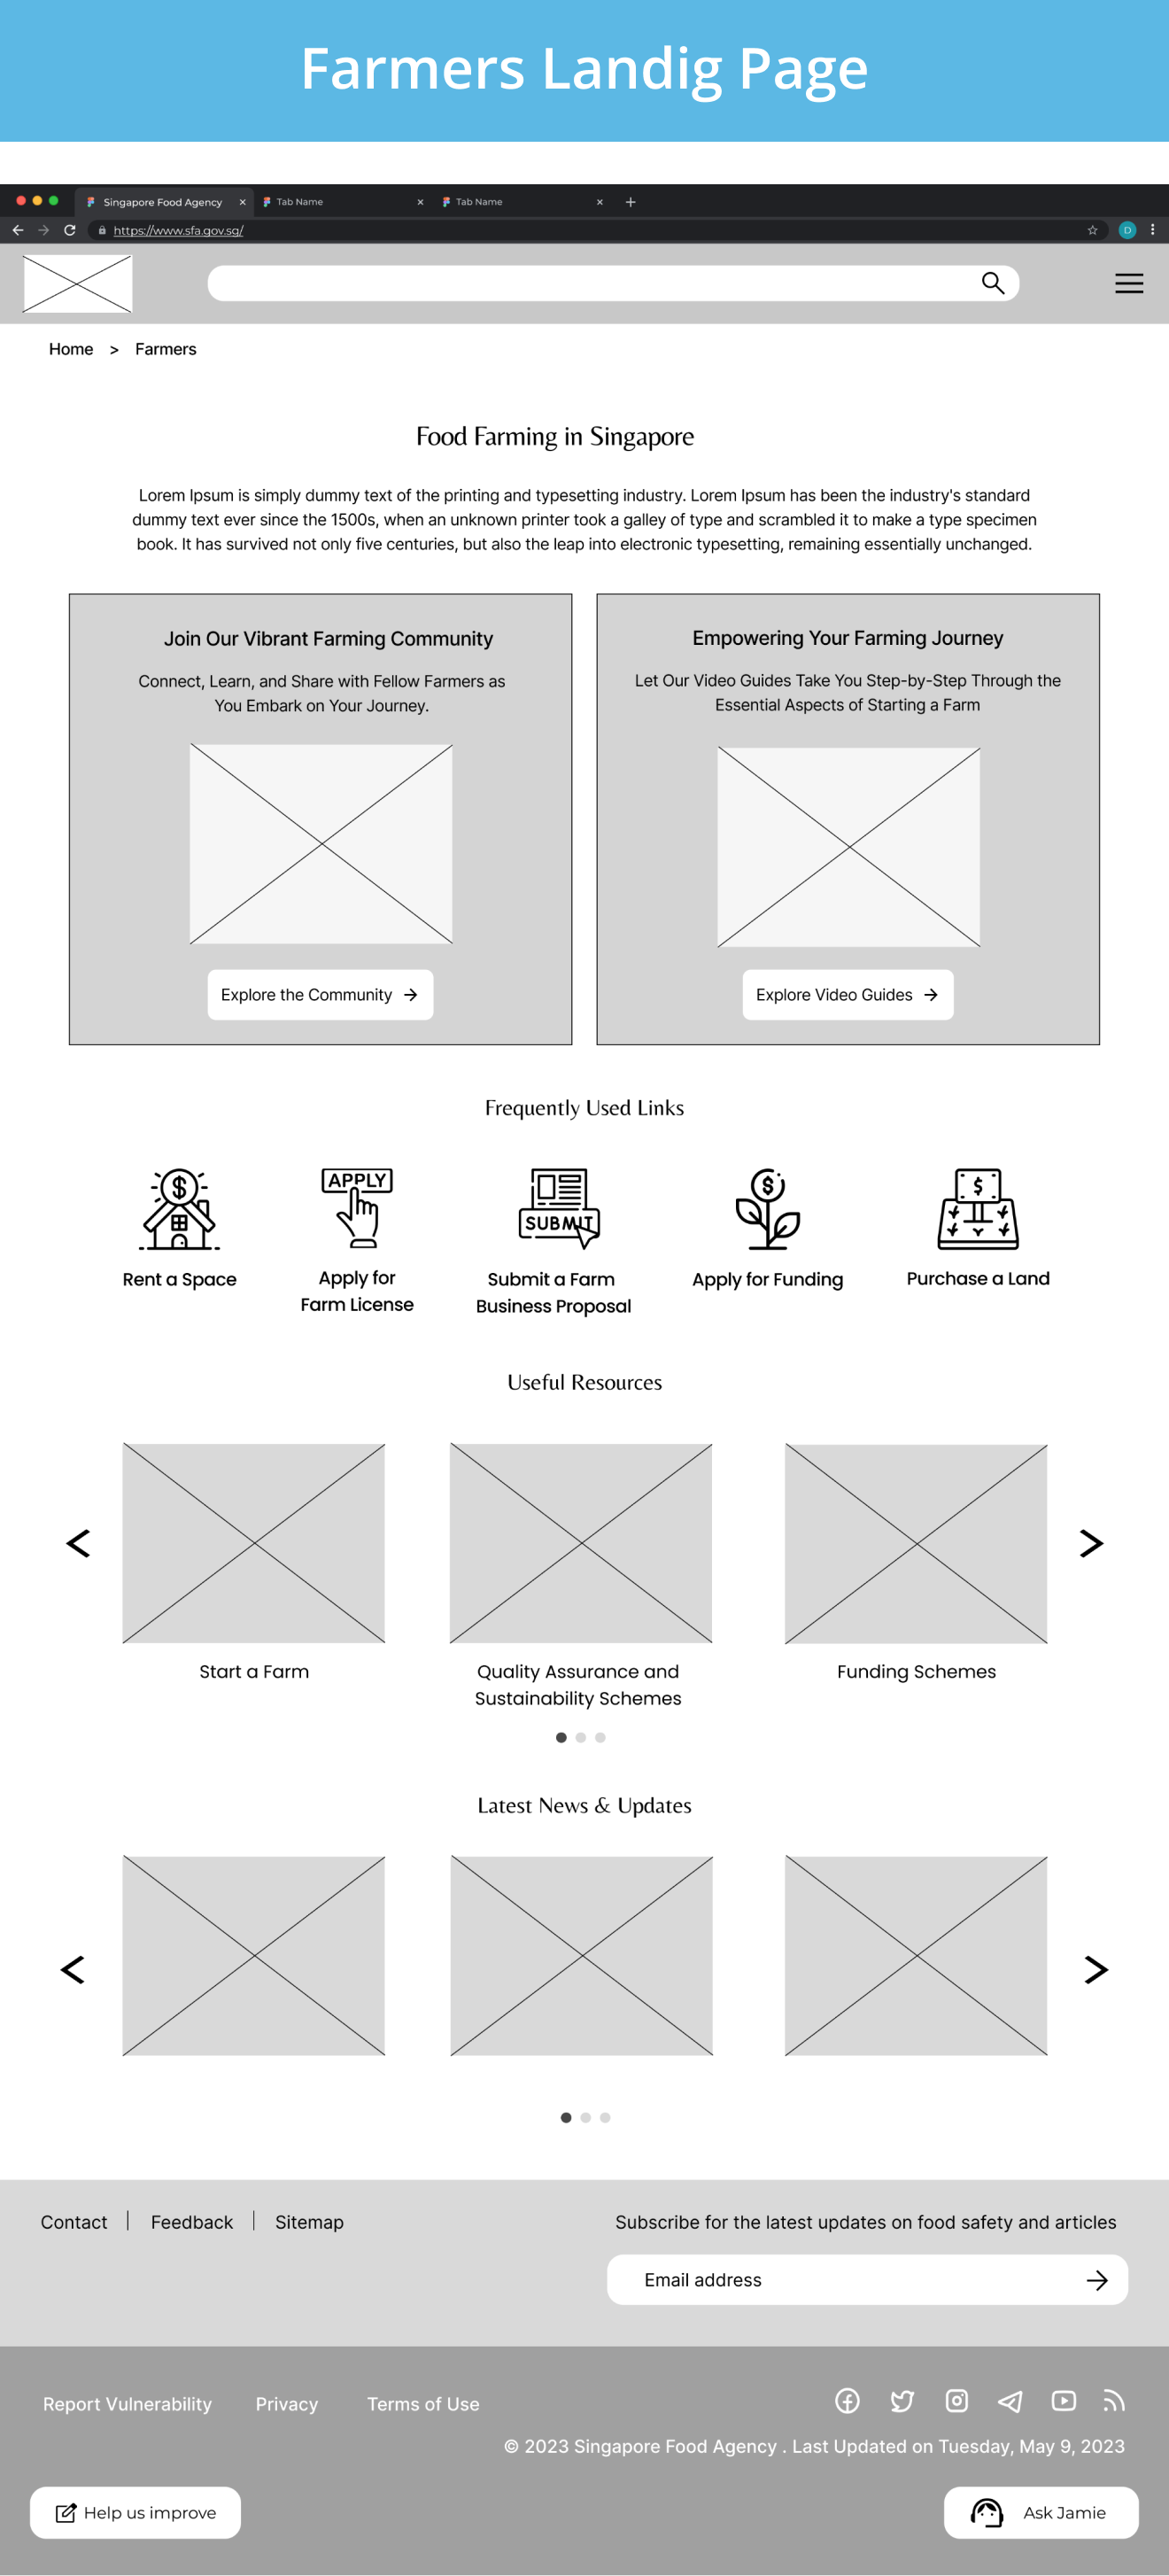 Farmers Landig Page
Singapore Food Agency
Tab Name
Tab Name
https://www.sfa.gov.sg/
D
Home > Farmers
Food Farming in Singapore
Lorem Ipsum is simply dummy text of the printing and typesetting industry. Lorem Ipsum has been the industry's standard
dummy text ever since the 1500s, when an unknown printer took a galley of type and scrambled it to make a type specimen
book. It has survived not only five centuries, but also the leap into electronic typesetting, remaining essentially unchanged.
Join Our Vibrant Farming Community
Connect, Learn, and Share with Fellow Farmers as
You Embark on Your Journey.
Explore the Community
Empowering Your Farming Journey
Let Our Video Guides Take You Step-by-Step Through the
Essential Aspects of Starting a Farm
Explore Video Guides
Frequently Used Links
$
Rent a Space
APPLY
Apply for
Farm License
SUBMIT
Submit a Farm
Business Proposal
$
Apply for Funding
$
Purchase a Land
Useful Resources
Start a Farm
Quality Assurance and
Sustainability Schemes
Funding Schemes
Latest News & Updates
Contact | Feedback | Sitemap
Subscribe for the latest updates on food safety and articles
Email address
Report Vulnerability
Privacy
Terms of Use
© 2023 Singapore Food Agency . Last Updated on Tuesday, May 9, 2023
Help us improve
Ask Jamie